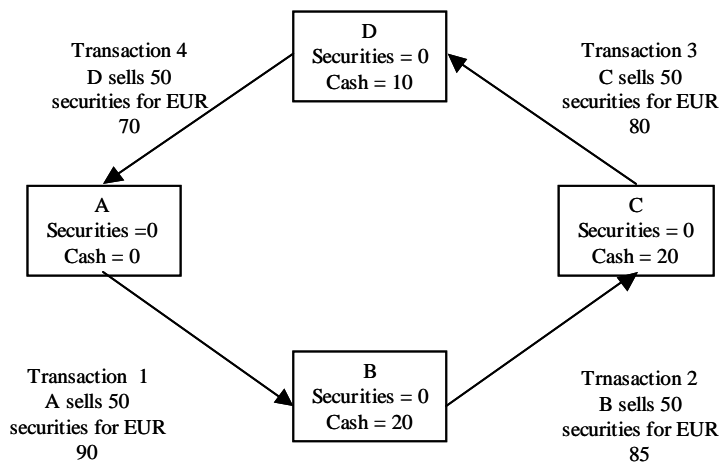 D
Securities = 0
Cash = 10
Transaction 4
D sells 50
securities for EUR
70
Transaction 3
C sells 50
securities for EUR
80
A
Securities =0
Cash = 0
C
Securities = 0
Cash = 20
B
Securities = 0
Cash = 20
Transaction 1
A sells 50
securities for EUR
90
Trnasaction 2
B sells 50
securities for EUR
85